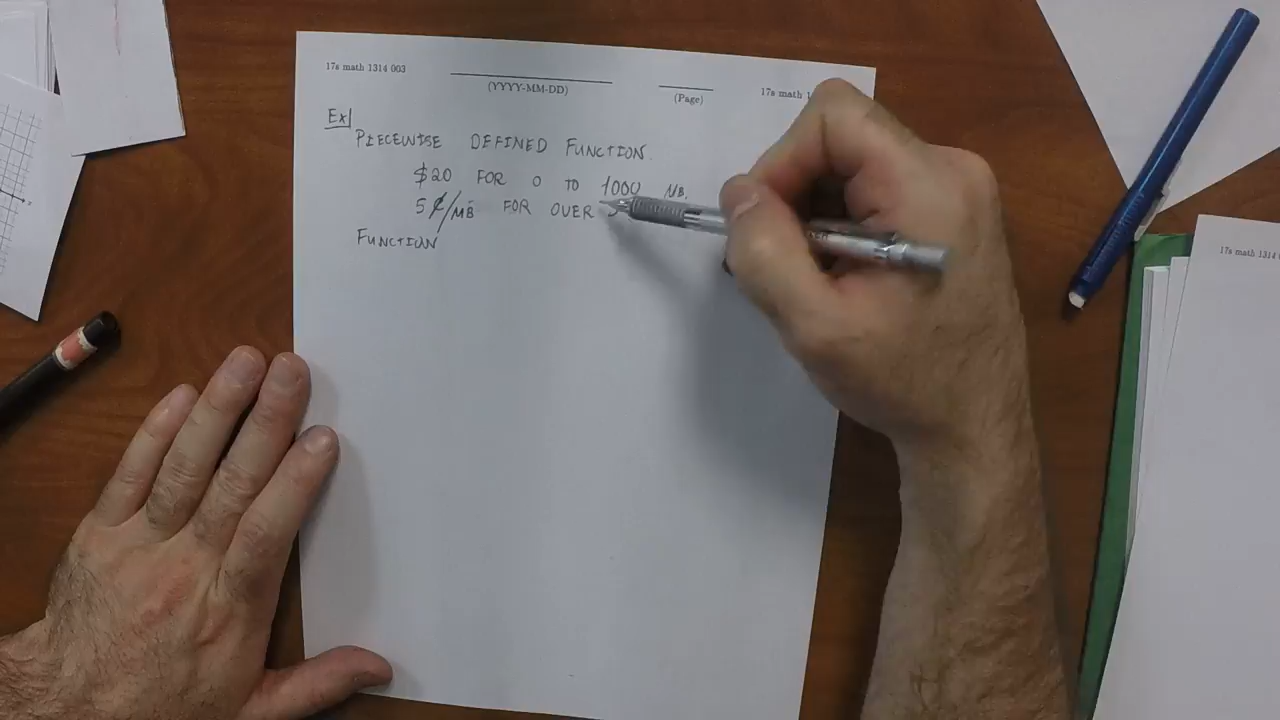 17s math 1314 003
(YYYY-MM-DD)
(Page)
17s math 1
Ex
PIECEWISE DEFINED FUNCTION.
$20 FOR 0 TO 1000 MB.
5¢/MB FOR OVER
FUNCTION
17s math 1314